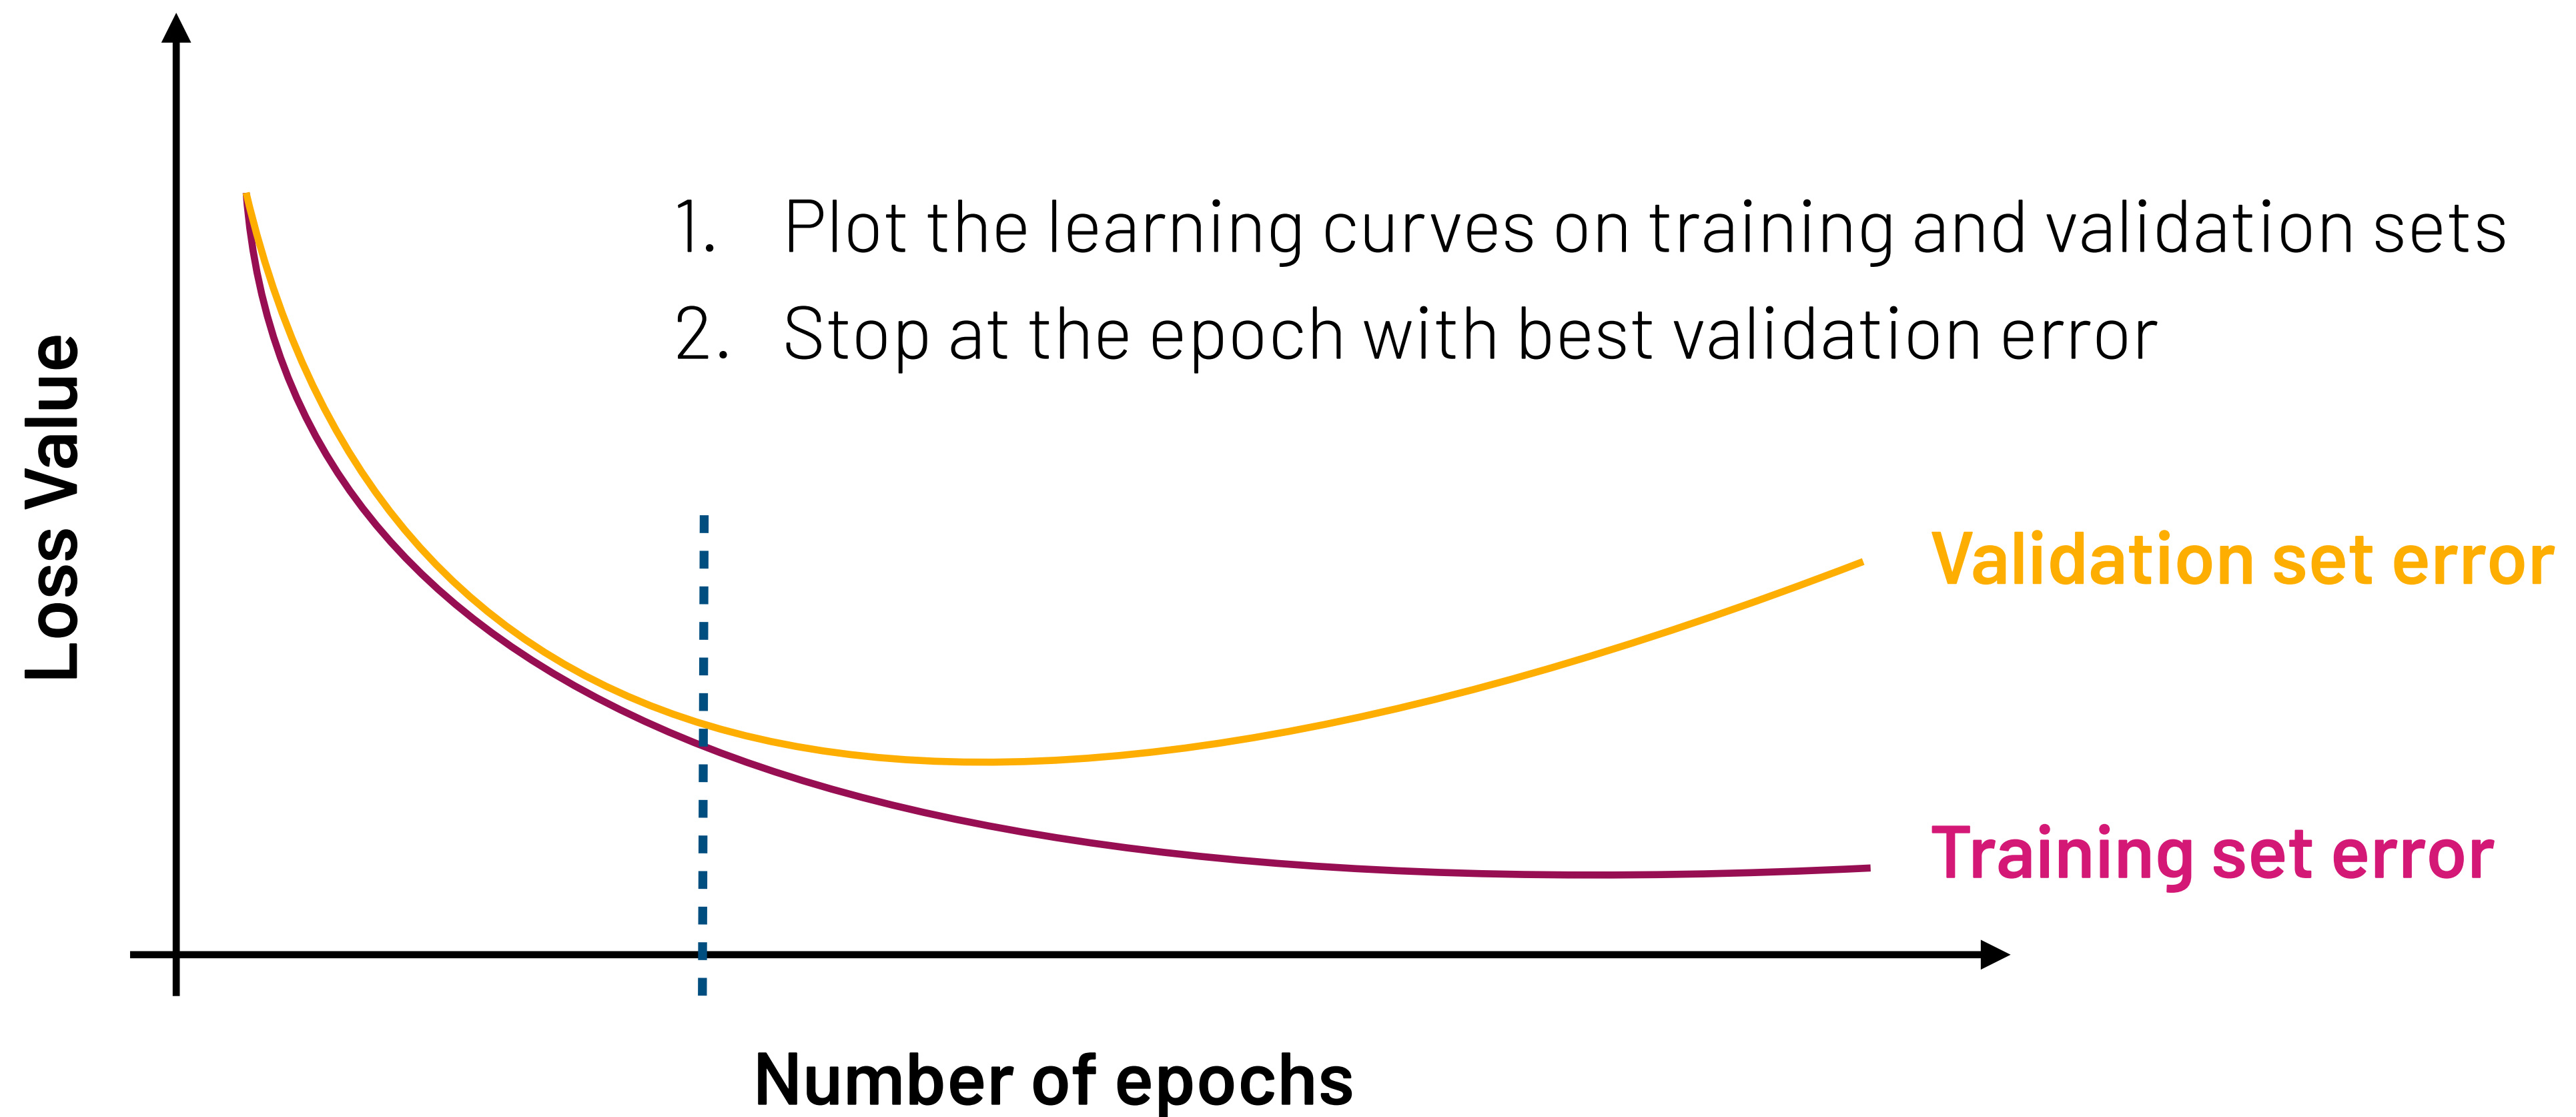 1. Plot the learning curves on training and validation sets
2. Stop at the epoch with best validation error
Loss Value
Validation set error
Training set error
Number of epochs